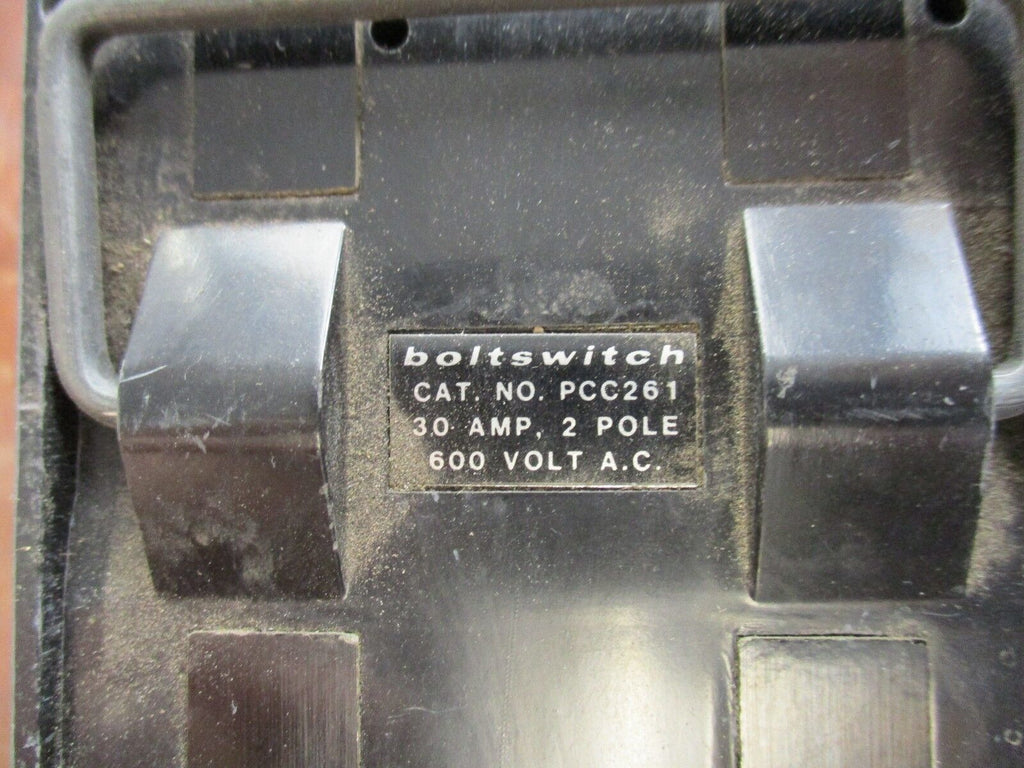 boltswitch
CAT. NO. PCC261
30 AMP, 2 POLE
600 VOLT A.C.